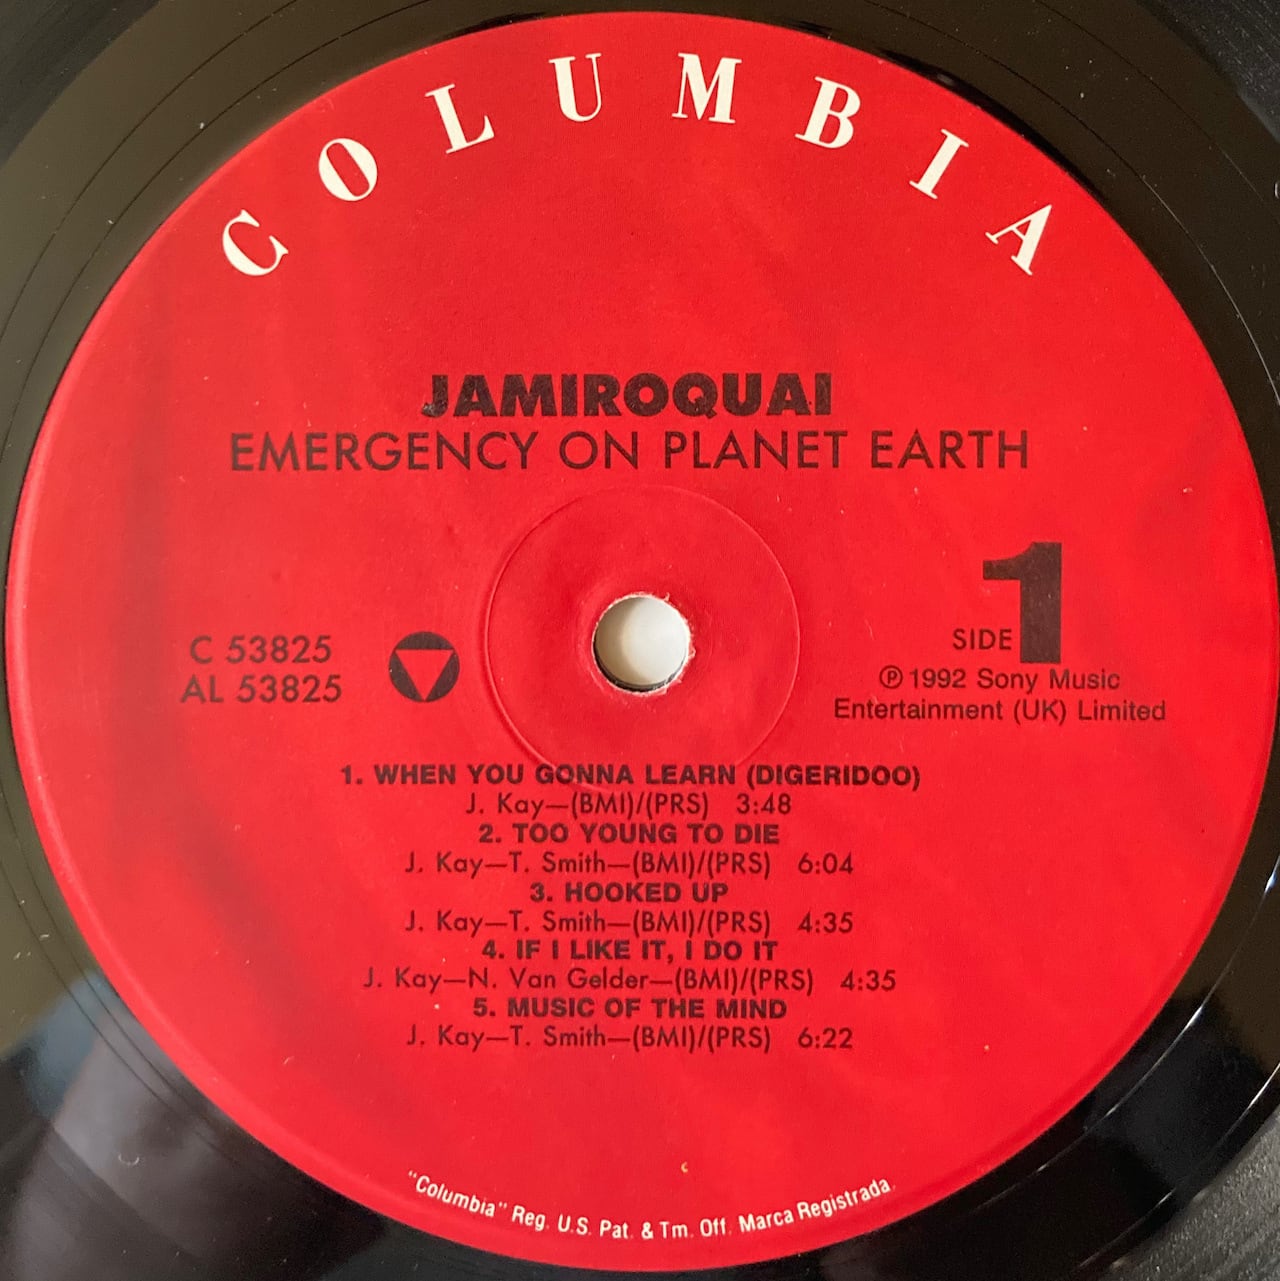 COLUMBIA
JAMIROQUAI
EMERGENCY ON PLANET EARTH
C 53825
AL 53825
SIDE 1
℗ 1992 Sony Music
Entertainment (UK) Limited
1. WHEN YOU GONNA LEARN (DIGERIDOO)
J. Kay—(BMI)/(PRS) 3:48
2. TOO YOUNG TO DIE
J. Kay—T. Smith—(BMI)/(PRS) 6:04
3. HOOKED UP
J. Kay—T. Smith—(BMI)/(PRS) 4:35
4. IF I LIKE IT, I DO IT
J. Kay—N. Van Gelder—(BMI)/(PRS) 4:35
5. MUSIC OF THE MIND
J. Kay—T. Smith—(BMI)/(PRS) 6:22
"Columbia" Reg. U.S. Pat. & Tm. Off. Marca Registrada.